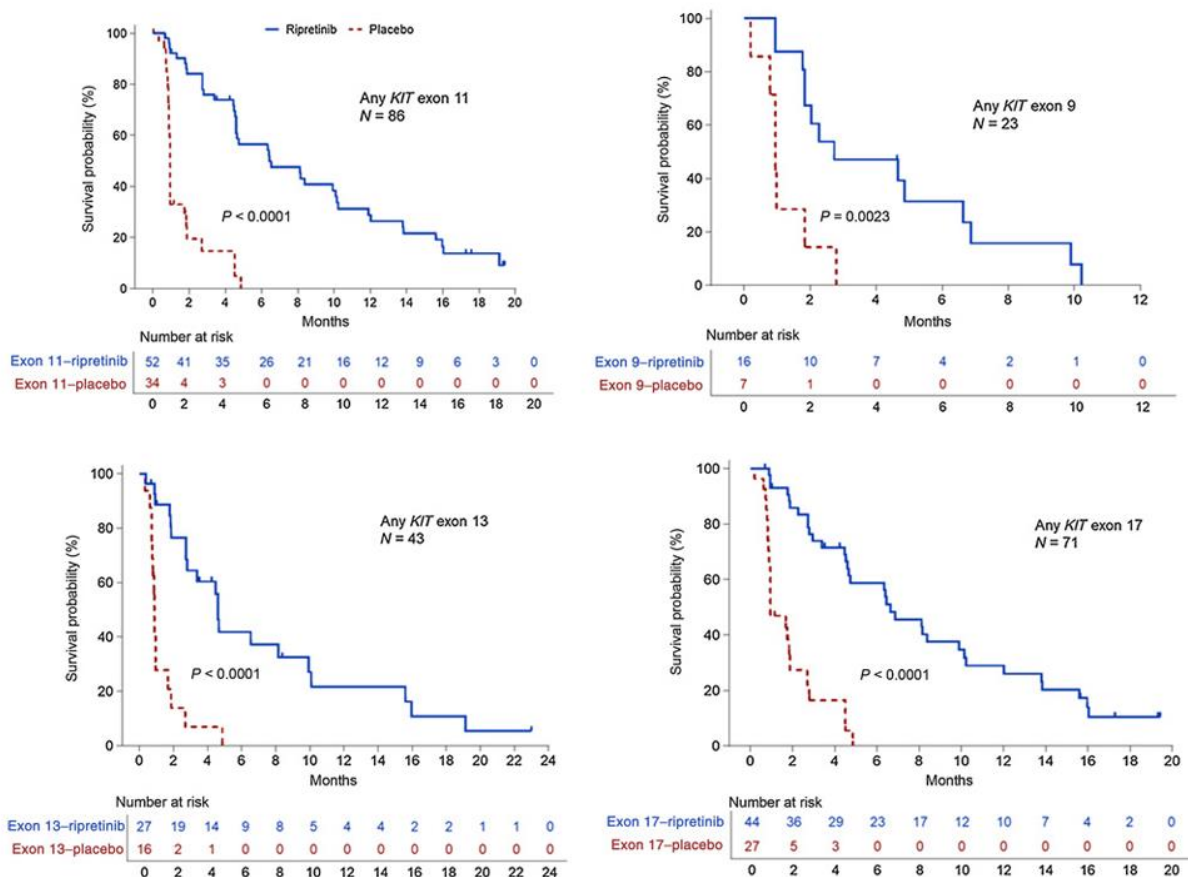 Ripretinib Placebo
Survival probability (%)
100
80
60
40
20
0
Any KIT exon 11
N = 86
P < 0.0001
0 2 4 6 8 10 12 14 16 18 20
Months
Number at risk
Exon 11–ripretinib 52 41 35 26 21 16 12 9 6 3 0
Exon 11–placebo 34 4 3 0 0 0 0 0 0 0 0
0 2 4 6 8 10 12 14 16 18 20
Survival probability (%)
100
80
60
40
20
0
Any KIT exon 9
N = 23
P = 0.0023
0 2 4 6 8 10 12
Months
Number at risk
Exon 9–ripretinib 16 10 7 4 2 1 0
Exon 9–placebo 7 1 0 0 0 0 0
0 2 4 6 8 10 12
Survival probability (%)
100
80
60
40
20
0
Any KIT exon 13
N = 43
P < 0.0001
0 2 4 6 8 10 12 14 16 18 20 22 24
Months
Number at risk
Exon 13–ripretinib 27 19 14 9 8 5 4 4 2 2 1 1 0
Exon 13–placebo 16 2 1 0 0 0 0 0 0 0 0 0 0
0 2 4 6 8 10 12 14 16 18 20 22 24
Survival probability (%)
100
80
60
40
20
0
Any KIT exon 17
N = 71
P < 0.0001
0 2 4 6 8 10 12 14 16 18 20
Months
Number at risk
Exon 17–ripretinib 44 36 29 23 17 12 10 7 4 2 0
Exon 17–placebo 27 5 3 0 0 0 0 0 0 0 0
0 2 4 6 8 10 12 14 16 18 20